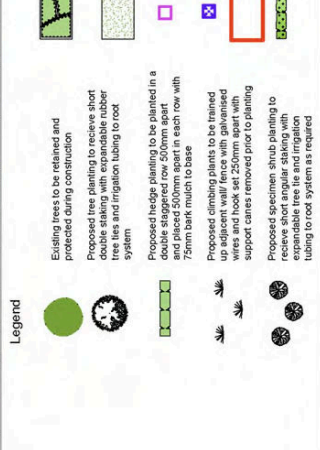 Legend
Existing trees to be retained and
protected during construction
Proposed tree planting to recieve short
double staking with expandable rubber
tree ties and irrigation tubing to root
system
Proposed hedge planting to be planted in a
double staggered row 500mm apart
and placed 500mm apart in each row with
75mm bark mulch to base
Proposed climbing plants to be trained
up adjacent wall/ fence with galvanised
wires and hook set 250mm apart with
support canes removed prior to planting
Proposed specimen shrub planting to
recieve short angular staking with
expandable tree tie and irrigation
tubing to root system as required